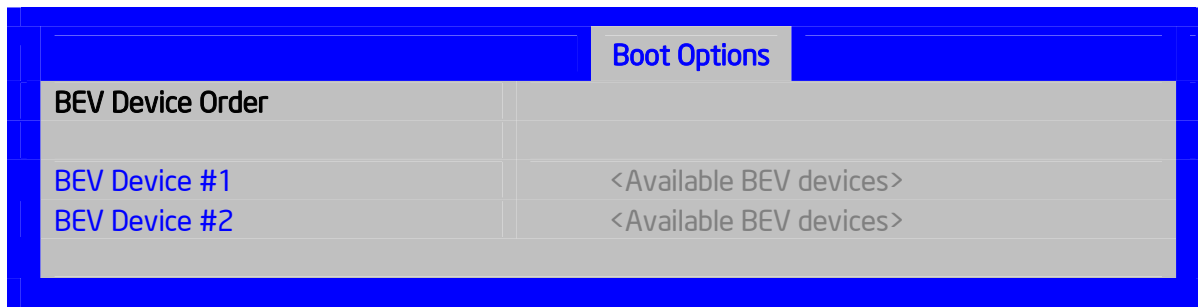 Boot Options
BEV Device Order
BEV Device #1 <Available BEV devices>
BEV Device #2 <Available BEV devices>